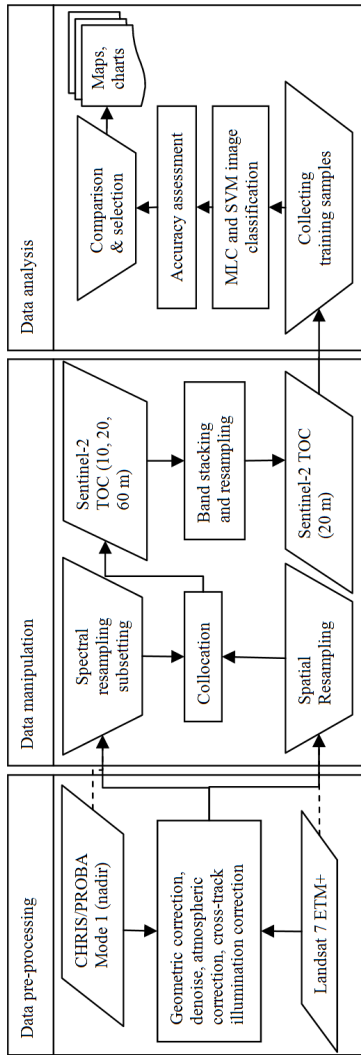 Data pre-processing
CHRIS/PROBA
Mode 1 (nadir)
Geometric correction,
denoise, atmospheric
correction, cross-track
illumination correction
Landsat 7 ETM+
Data manipulation
Spectral
resampling
subsetting
Collocation
Spatial
Resampling
Sentinel-2
TOC (10, 20,
60 m)
Band stacking
and resampling
Sentinel-2 TOC
(20 m)
Data analysis
Collecting
training samples
MLC and SVM image
classification
Accuracy assessment
Comparison
& selection
Maps,
charts